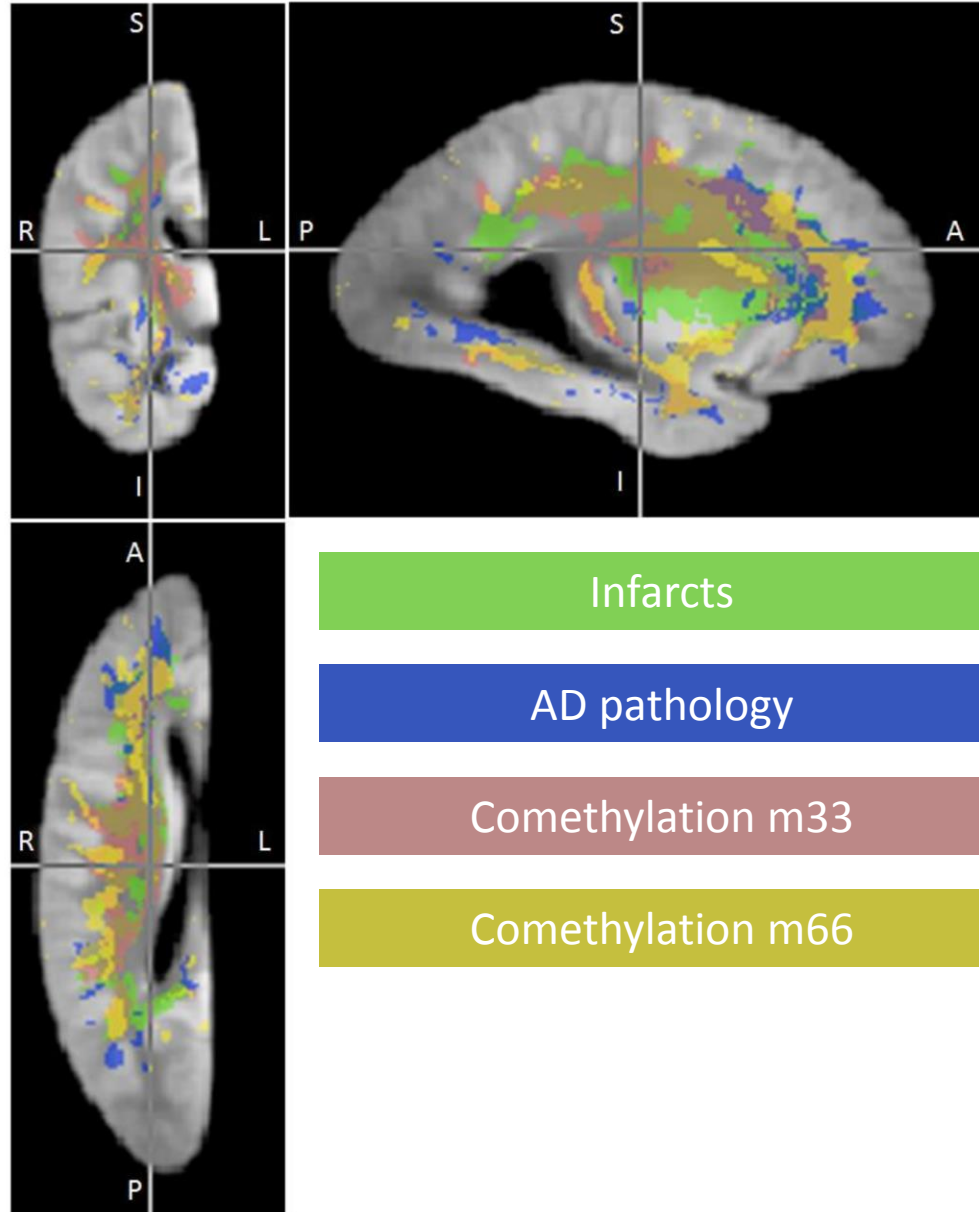 S
R
L
I
S
P
A
I
A
R
L
P
Infarcts
AD pathology
Comethylation m33
Comethylation m66